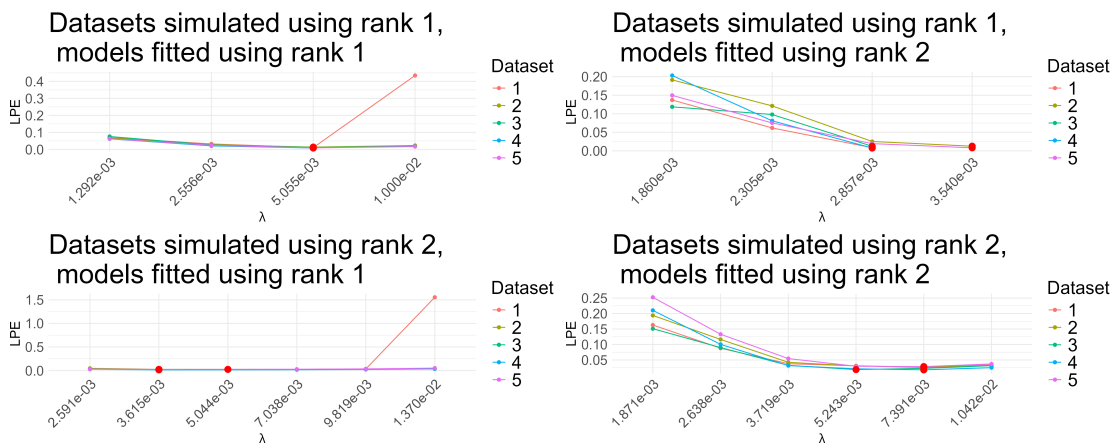 Datasets simulated using rank 1,
models fitted using rank 1
LPE
0.4
0.3
0.2
0.1
0.0
1.292e-03
2.556e-03
5.055e-03
1.000e-02
λ
Dataset
1
2
3
4
5
Datasets simulated using rank 1,
models fitted using rank 2
LPE
0.20
0.15
0.10
0.05
0.00
1.860e-03
2.305e-03
2.857e-03
3.540e-03
λ
Dataset
1
2
3
4
5
Datasets simulated using rank 2,
models fitted using rank 1
LPE
1.5
1.0
0.5
0.0
2.591e-03
3.615e-03
5.044e-03
7.038e-03
9.819e-03
1.370e-02
λ
Dataset
1
2
3
4
5
Datasets simulated using rank 2,
models fitted using rank 2
LPE
0.25
0.20
0.15
0.10
0.05
1.871e-03
2.638e-03
3.719e-03
5.243e-03
7.391e-03
1.042e-02
λ
Dataset
1
2
3
4
5